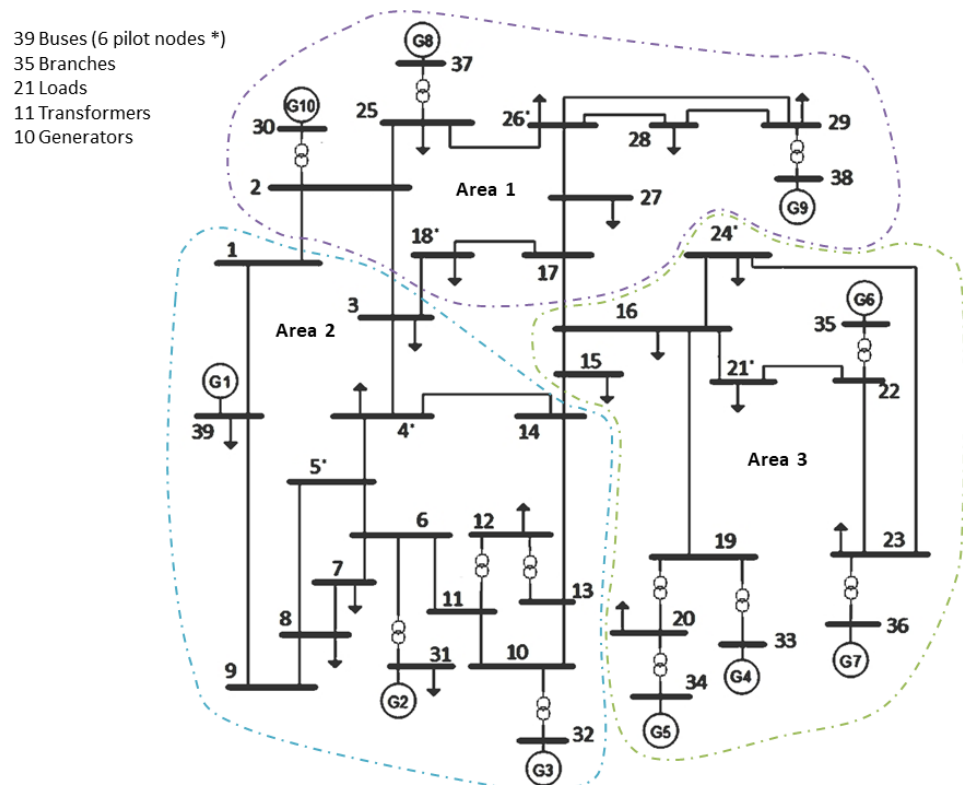 39 Buses (6 pilot nodes *)
35 Branches
21 Loads
11 Transformers
10 Generators
G8
37
G10
30
25
26*
28
29
38
G9
2
Area 1
27
1
18*
17
24*
3
Area 2
16
G6
35
15
21*
22
G1
39
4*
14
Area 3
5*
6
12
19
23
7
13
8
11
20
33
36
9
31
10
G4
G7
G2
34
32
G5
G3